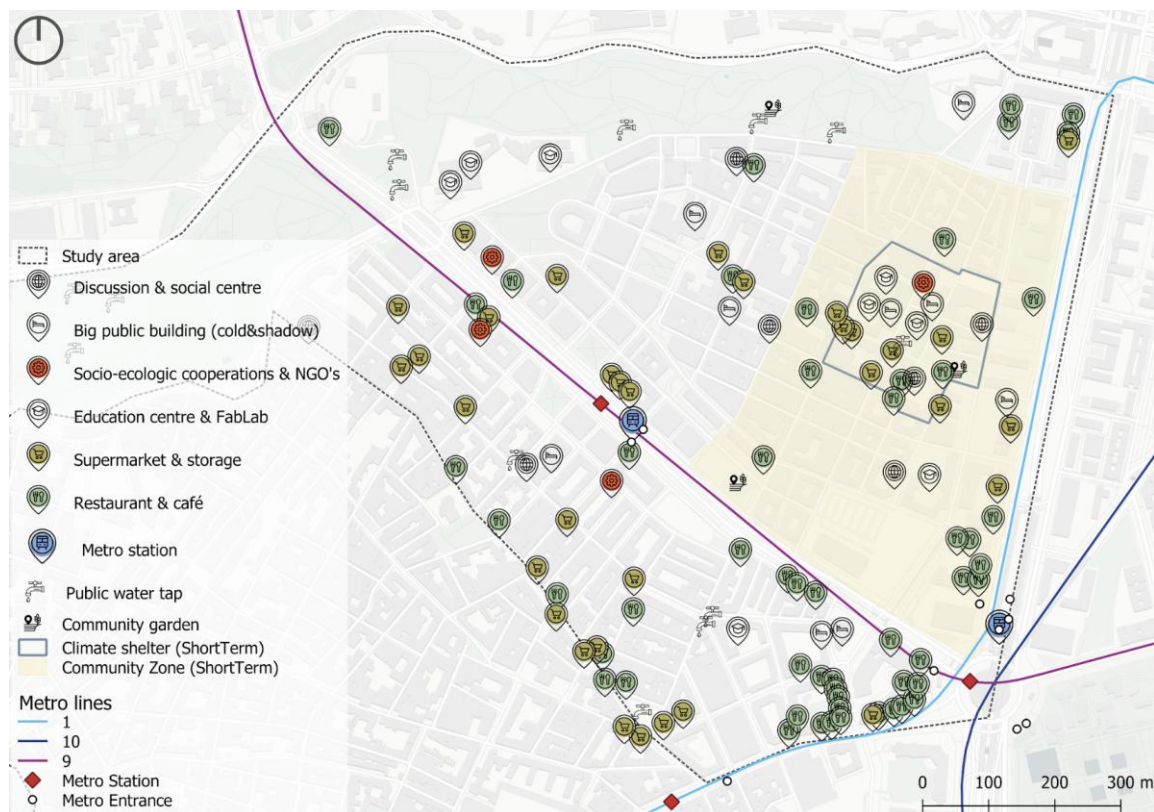 Study area
Discussion & social centre
Big public building (cold&shadow)
Socio-ecologic cooperations & NGO's
Education centre & FabLab
Supermarket & storage
Restaurant & café
Metro station
Public water tap
Community garden
Climate shelter (ShortTerm)
Community Zone (ShortTerm)
Metro lines
1
10
9
Metro Station
Metro Entrance
0 100 200 300 m